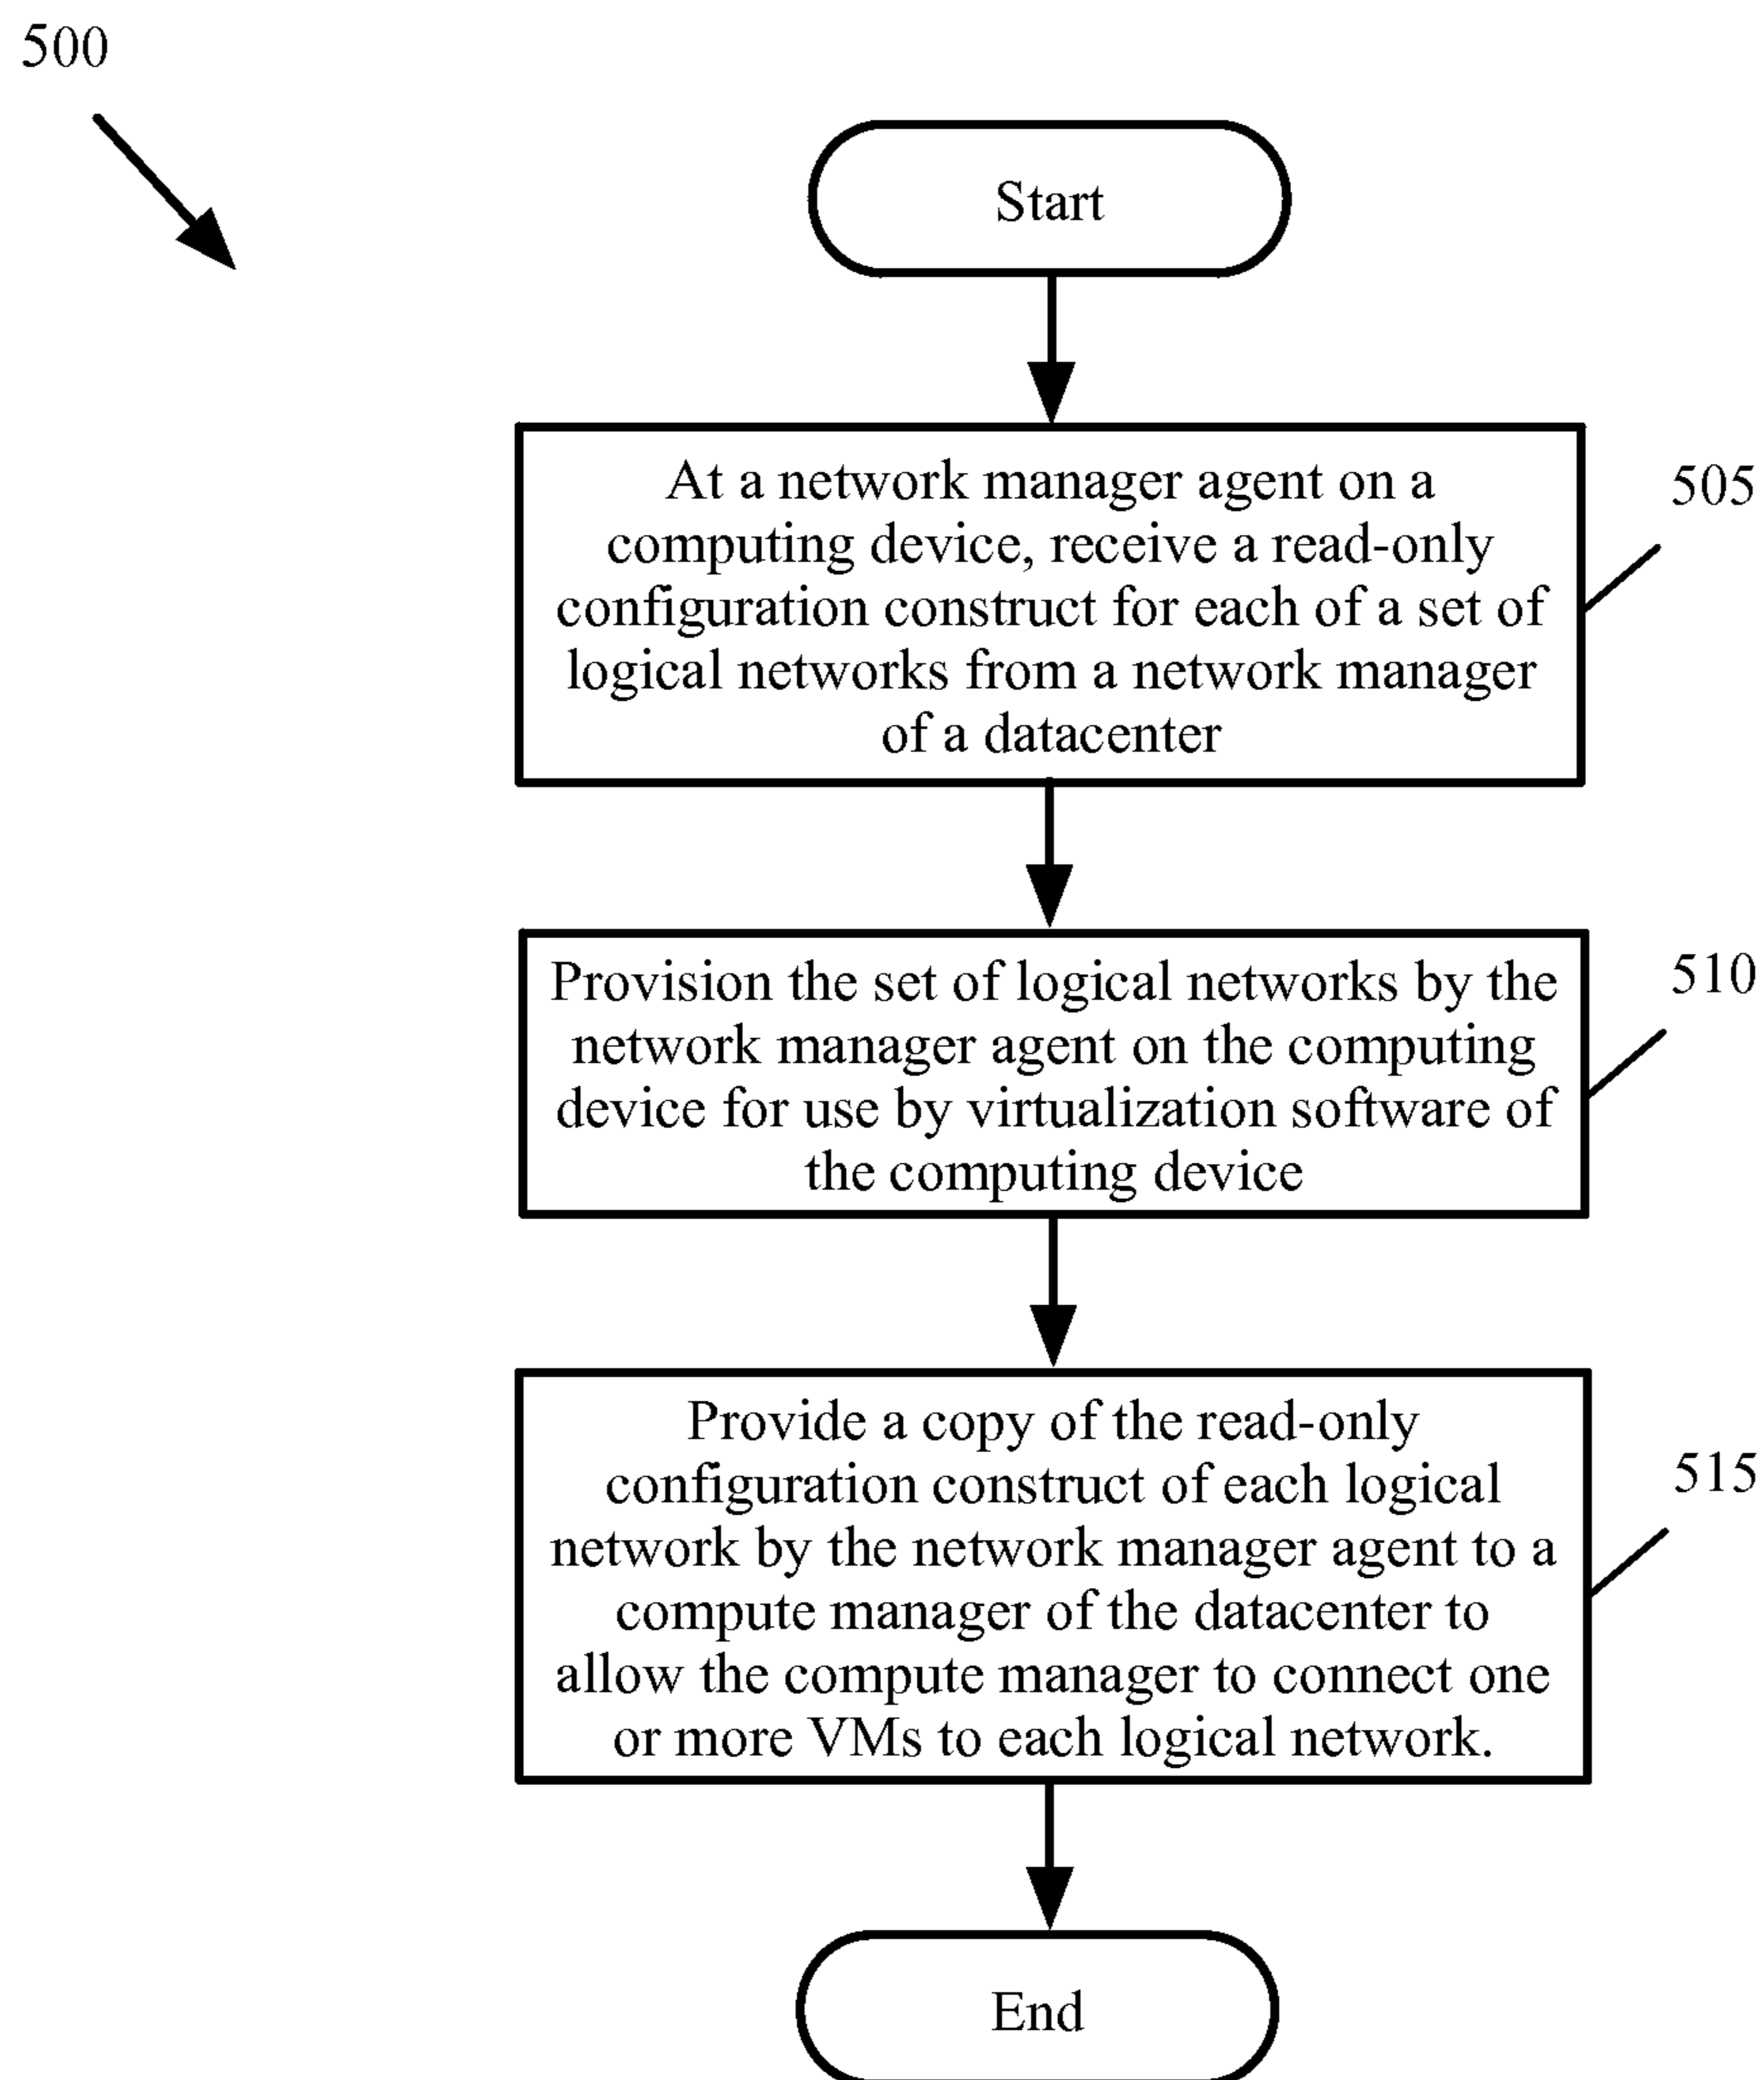 500
Start
At a network manager agent on a
computing device, receive a read-only
configuration construct for each of a set of
logical networks from a network manager
of a datacenter
505
Provision the set of logical networks by the
network manager agent on the computing
device for use by virtualization software of
the computing device
510
Provide a copy of the read-only
configuration construct of each logical
network by the network manager agent to a
compute manager of the datacenter to
allow the compute manager to connect one
or more VMs to each logical network.
515
End